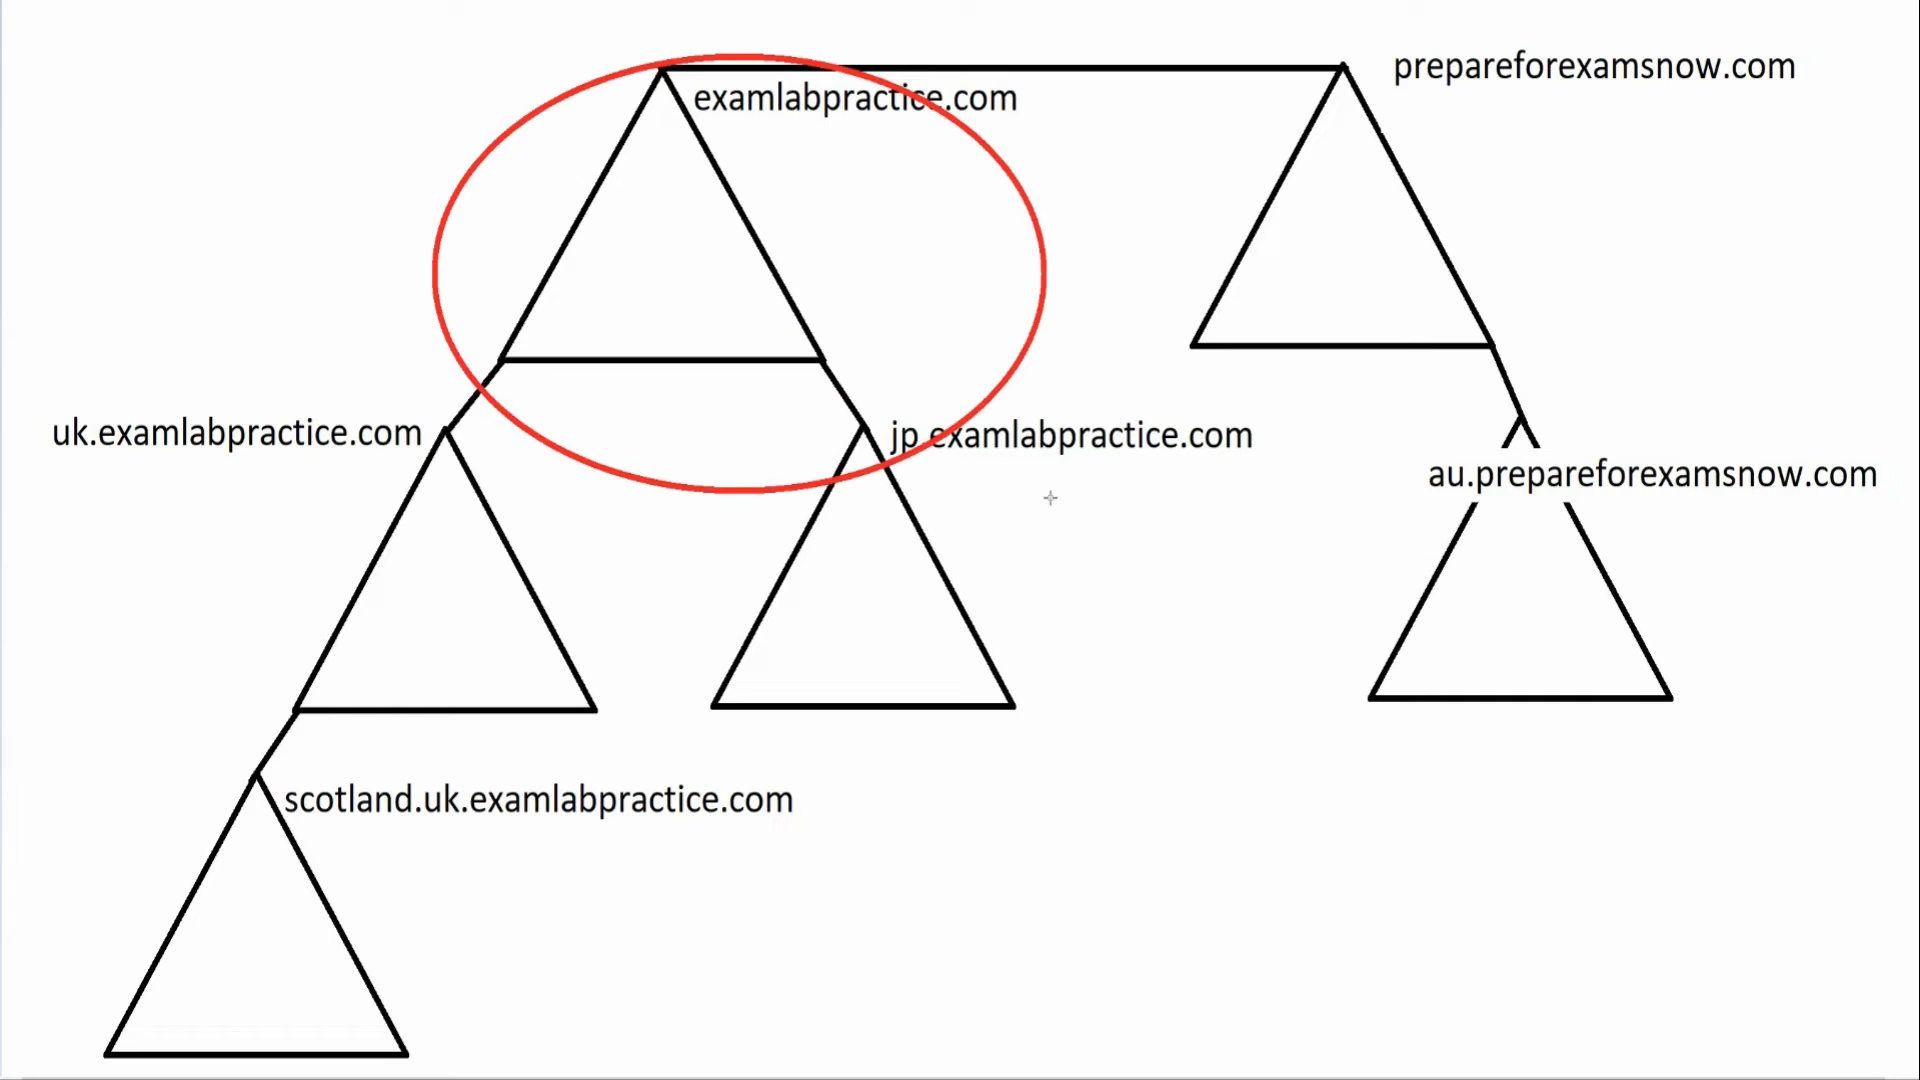 prepareforexamsnow.com
examlabpractice.com
uk.examlabpractice.com
jp.examlabpractice.com
au.prepareforexamsnow.com
scotland.uk.examlabpractice.com